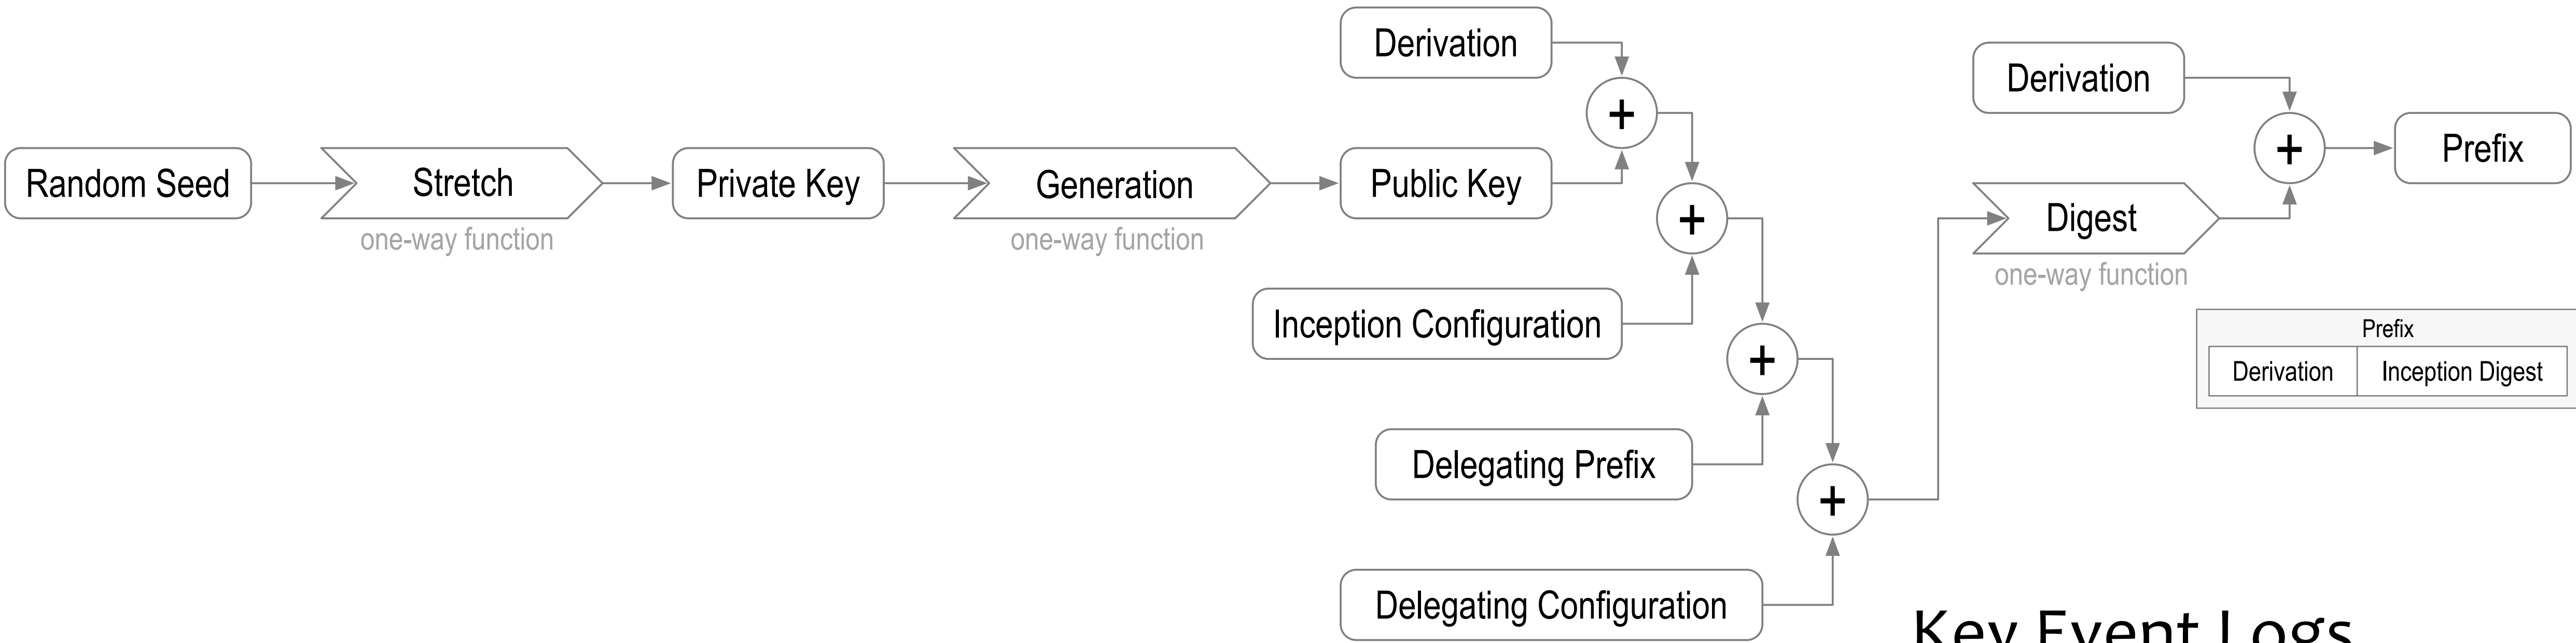 Derivation
Derivation
+
+
Prefix
Random Seed
Stretch
Private Key
Generation
Public Key
one-way function
one-way function
+
Digest
one-way function
Inception Configuration
Prefix
+
Derivation
Inception Digest
Delegating Prefix
+
Delegating Configuration
Key Event Logs